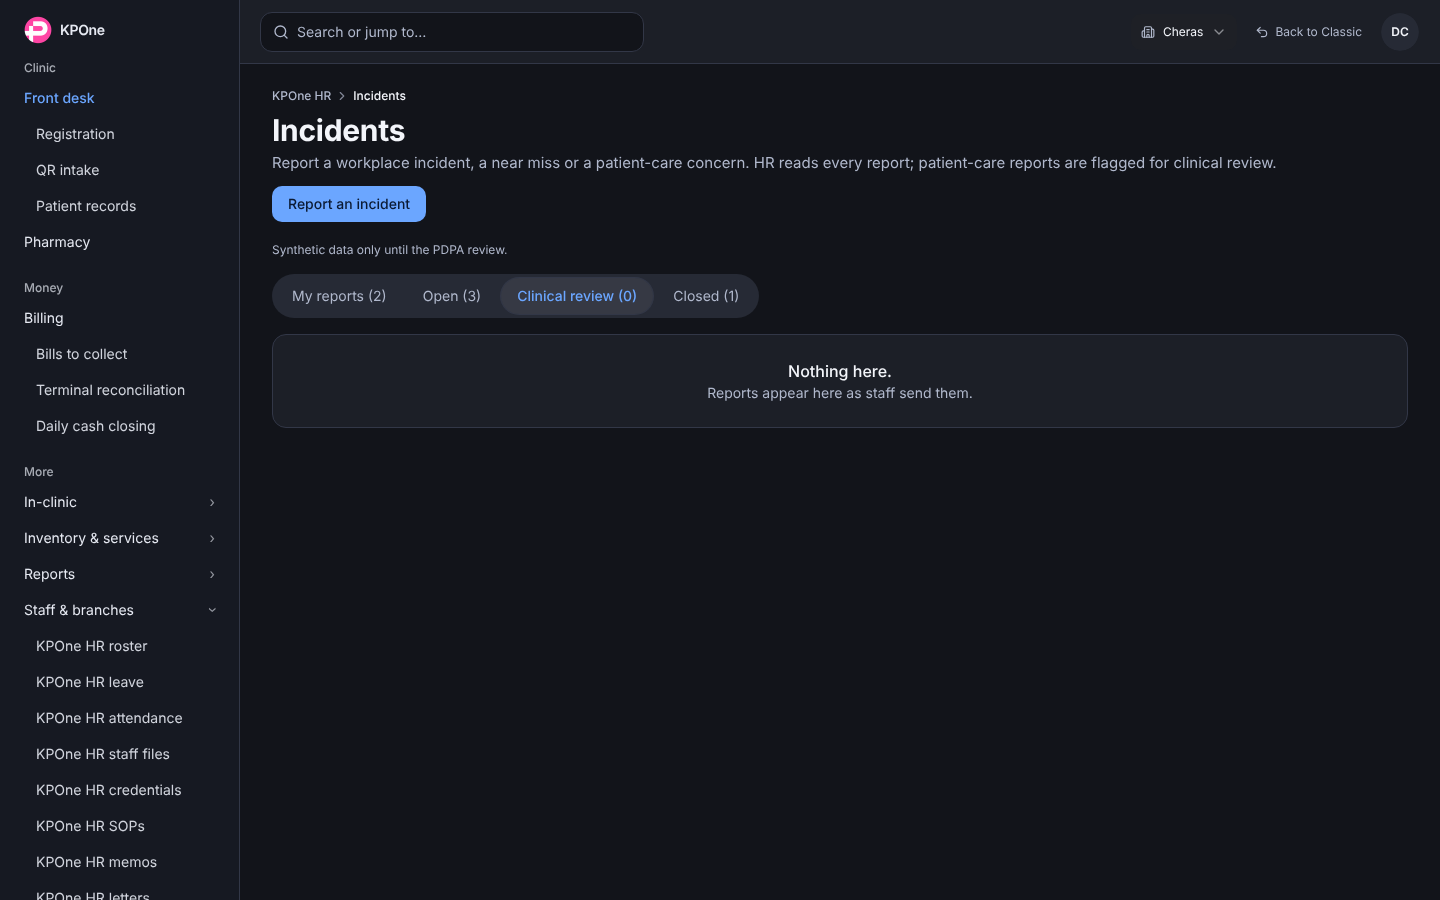 KPOne
Clinic
Front desk
Registration
QR intake
Patient records
Pharmacy
Money
Billing
Bills to collect
Terminal reconciliation
Daily cash closing
More
In-clinic
Inventory & services
Reports
Staff & branches
KPOne HR roster
KPOne HR leave
KPOne HR attendance
KPOne HR staff files
KPOne HR credentials
KPOne HR SOPs
KPOne HR memos
KPOne HR letters
Search or jump to...
Cheras
Back to Classic
DC
KPOne HR > Incidents
Incidents
Report a workplace incident, a near miss or a patient-care concern. HR reads every report; patient-care reports are flagged for clinical review.
Report an incident
Synthetic data only until the PDPA review.
My reports (2) Open (3) Clinical review (0) Closed (1)
Nothing here.
Reports appear here as staff send them.